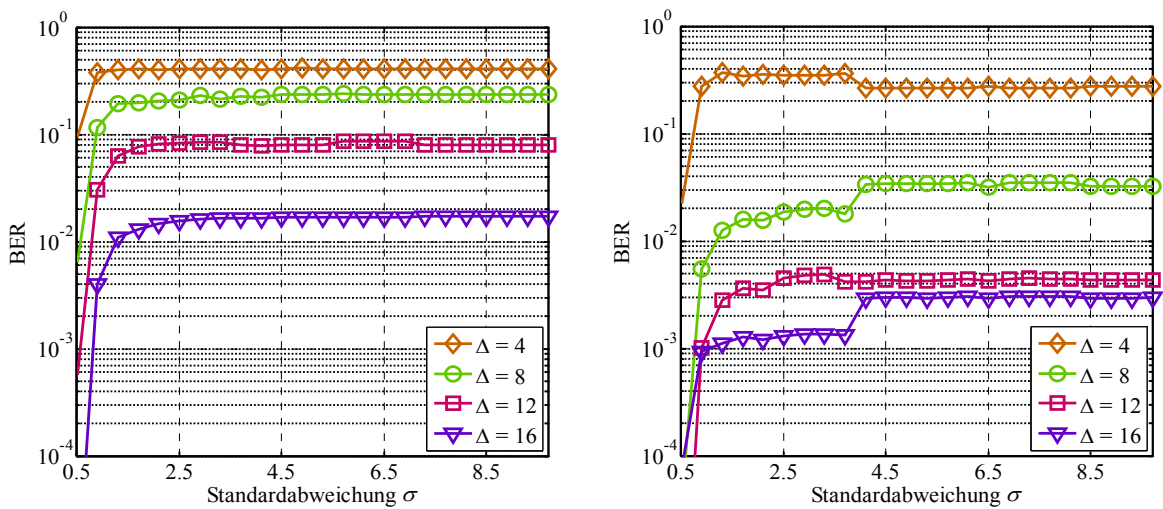 10^0
10^-1
10^-2
10^-3
10^-4
BER
0.5 2.5 4.5 6.5 8.5
Standardabweichung σ
Δ = 4
Δ = 8
Δ = 12
Δ = 16
10^0
10^-1
10^-2
10^-3
10^-4
BER
0.5 2.5 4.5 6.5 8.5
Standardabweichung σ
Δ = 4
Δ = 8
Δ = 12
Δ = 16